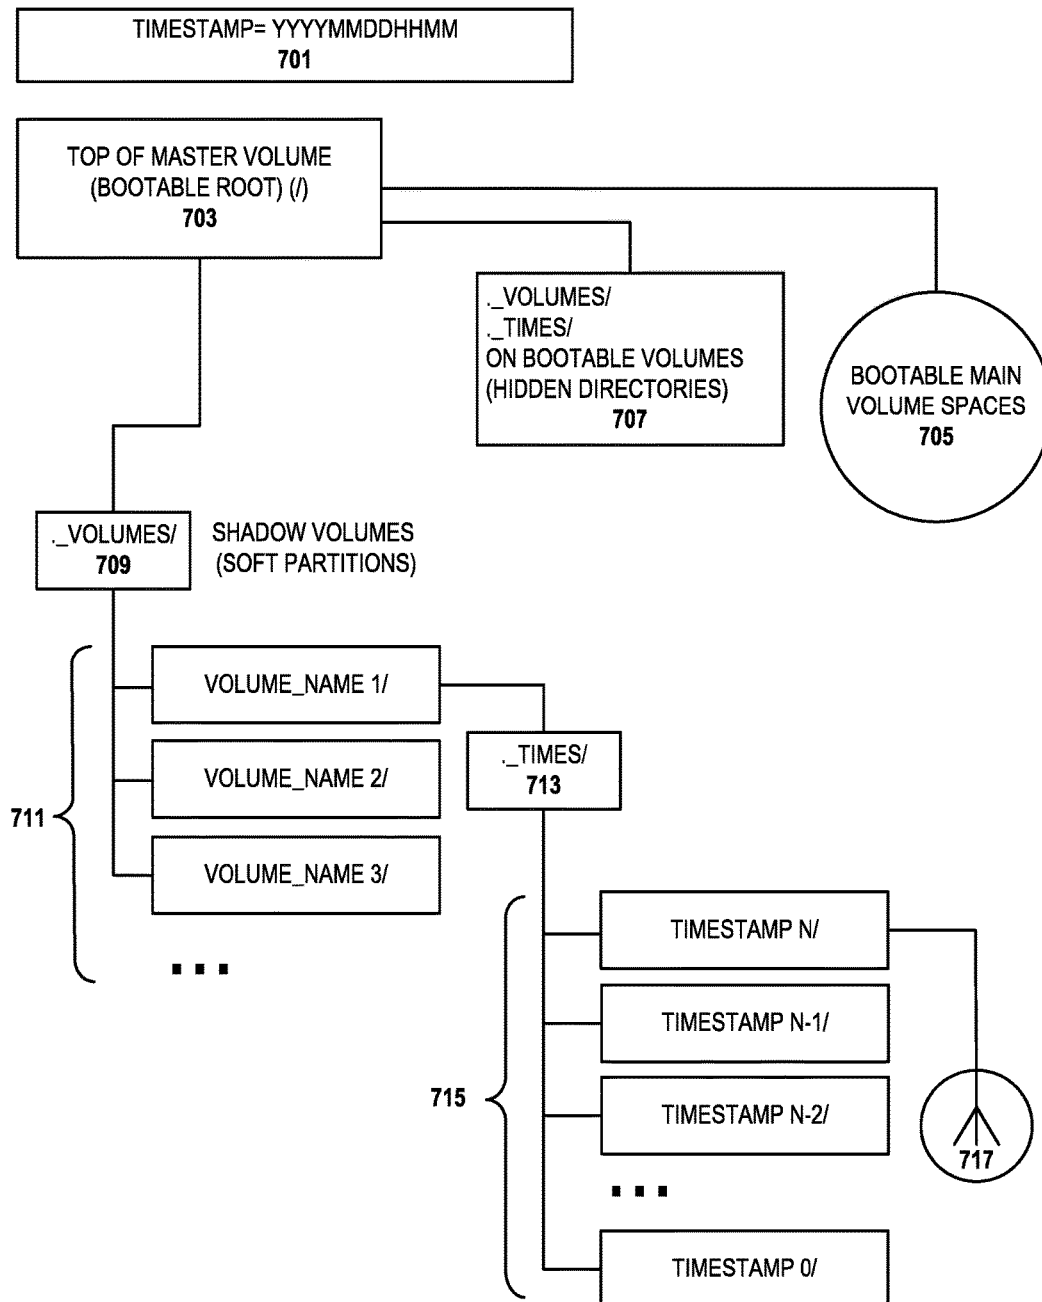 TIMESTAMP= YYYYMMDDHHMM
701
TOP OF MASTER VOLUME
(BOOTABLE ROOT) (/)
703
._VOLUMES/
._TIMES/
ON BOOTABLE VOLUMES
(HIDDEN DIRECTORIES)
707
BOOTABLE MAIN
VOLUME SPACES
705
._VOLUMES/
709
SHADOW VOLUMES
(SOFT PARTITIONS)
711
VOLUME_NAME 1/
VOLUME_NAME 2/
VOLUME_NAME 3/
...
._TIMES/
713
715
TIMESTAMP N/
TIMESTAMP N-1/
TIMESTAMP N-2/
...
TIMESTAMP 0/
717